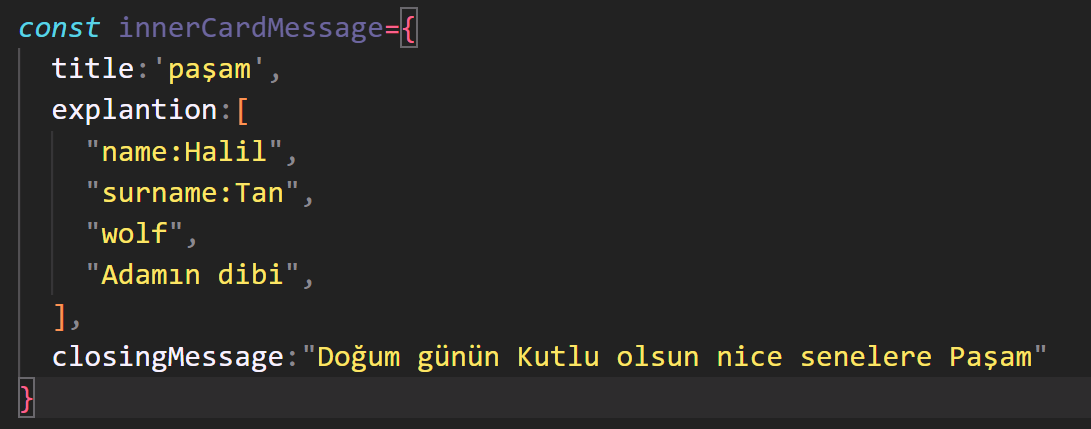 const innerCardMessage={
title:'paşam',
explantion:[
"name:Halil",
"surname:Tan",
"wolf",
"Adamın dibi",
],
closingMessage:"Doğum günün Kutlu olsun nice senelere Paşam"
}